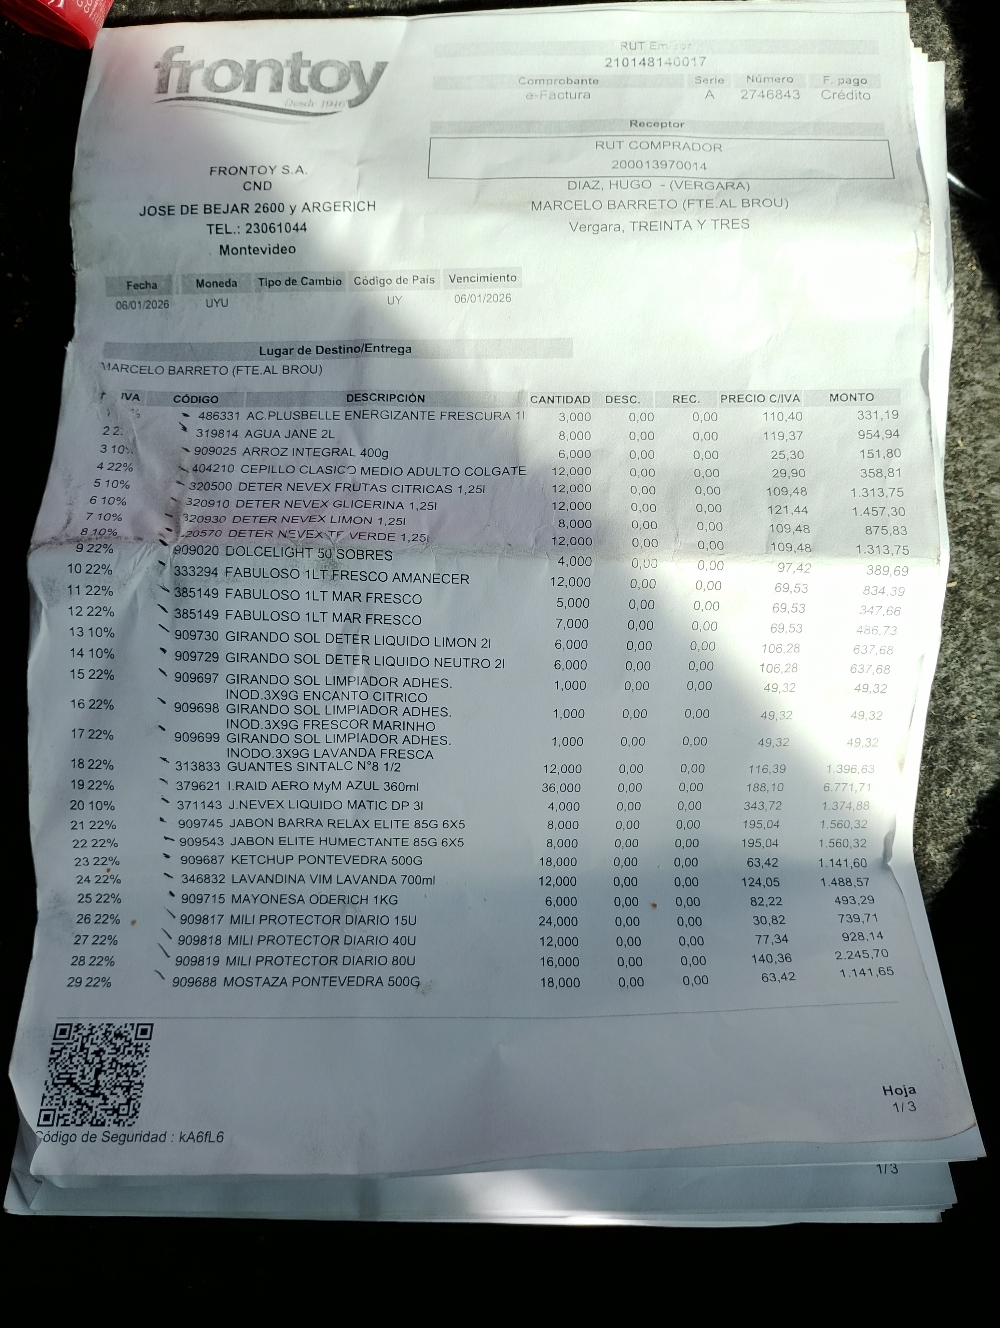 frontoy
Desde 1946
RUT Emisor
210148140017
Comprobante Serie Número F. pago
e-Factura A 2746843 Crédito
Receptor
RUT COMPRADOR
200013970014
DIAZ, HUGO - (VERGARA)
MARCELO BARRETO (FTE.AL BROU)
Vergara, TREINTA Y TRES
FRONTOY S.A.
CND
JOSE DE BEJAR 2600 y ARGERICH
TEL.: 23061044
Montevideo
Fecha Moneda Tipo de Cambio Código de País Vencimiento
06/01/2026 UYU UY 06/01/2026
Lugar de Destino/Entrega
MARCELO BARRETO (FTE.AL BROU)
IVA CÓDIGO DESCRIPCIÓN CANTIDAD DESC. REC. PRECIO C/IVA MONTO
486331 AC.PLUSBELLE ENERGIZANTE FRESCURA 1l 3,000 0,00 0,00 110,40 331,19
2 319814 AGUA JANE 2L 8,000 0,00 0,00 119,37 954,94
3 10% 909025 ARROZ INTEGRAL 400g 6,000 0,00 0,00 25,30 151,80
4 22% 404210 CEPILLO CLASICO MEDIO ADULTO COLGATE 12,000 0,00 0,00 29,90 358,81
5 10% 320500 DETER NEVEX FRUTAS CITRICAS 1,25l 12,000 0,00 0,00 109,48 1.313,75
6 10% 320910 DETER NEVEX GLICERINA 1,25l 12,000 0,00 0,00 121,44 1.457,30
7 10% 320930 DETER NEVEX LIMON 1,25l 8,000 0,00 0,00 109,48 875,83
8 10% 320570 DETER NEVEX TE VERDE 1,25l 12,000 0,00 0,00 109,48 1.313,75
9 22% 909020 DOLCELIGHT 50 SOBRES 4,000 0,00 0,00 97,42 389,69
10 22% 333294 FABULOSO 1LT FRESCO AMANECER 12,000 0,00 0,00 69,53 834,39
11 22% 385149 FABULOSO 1LT MAR FRESCO 5,000 0,00 0,00 69,53 347,66
12 22% 385149 FABULOSO 1LT MAR FRESCO 7,000 0,00 0,00 69,53 486,73
13 10% 909730 GIRANDO SOL DETER LIQUIDO LIMON 2l 6,000 0,00 0,00 106,28 637,68
14 10% 909729 GIRANDO SOL DETER LIQUIDO NEUTRO 2l 6,000 0,00 0,00 106,28 637,68
15 22% 909697 GIRANDO SOL LIMPIADOR ADHES. 1,000 0,00 0,00 49,32 49,32
INOD.3X9G ENCANTO CITRICO
16 22% 909698 GIRANDO SOL LIMPIADOR ADHES. 1,000 0,00 0,00 49,32 49,32
INOD.3X9G FRESCOR MARINHO
17 22% 909699 GIRANDO SOL LIMPIADOR ADHES. 1,000 0,00 0,00 49,32 49,32
INODO.3X9G LAVANDA FRESCA
18 22% 313833 GUANTES SINTALC N°8 1/2 12,000 0,00 0,00 116,39 1.396,63
19 22% 379621 I.RAID AERO MyM AZUL 360ml 36,000 0,00 0,00 188,10 6.771,71
20 10% 371143 J.NEVEX LIQUIDO MATIC DP 3l 4,000 0,00 0,00 343,72 1.374,88
21 22% 909745 JABON BARRA RELAX ELITE 85G 6X5 8,000 0,00 0,00 195,04 1.560,32
22 22% 909543 JABON ELITE HUMECTANTE 85G 6X5 8,000 0,00 0,00 195,04 1.560,32
23 22% 909687 KETCHUP PONTEVEDRA 500G 18,000 0,00 0,00 63,42 1.141,60
24 22% 346832 LAVANDINA VIM LAVANDA 700ml 12,000 0,00 0,00 124,05 1.488,57
25 22% 909715 MAYONESA ODERICH 1KG 6,000 0,00 0,00 82,22 493,29
26 22% 909817 MILI PROTECTOR DIARIO 15U 24,000 0,00 0,00 30,82 739,71
27 22% 909818 MILI PROTECTOR DIARIO 40U 12,000 0,00 0,00 77,34 928,14
28 22% 909819 MILI PROTECTOR DIARIO 80U 16,000 0,00 0,00 140,36 2.245,70
29 22% 909688 MOSTAZA PONTEVEDRA 500G 18,000 0,00 0,00 63,42 1.141,65
Hoja
1/3
Código de Seguridad : kA6fL6
1/3